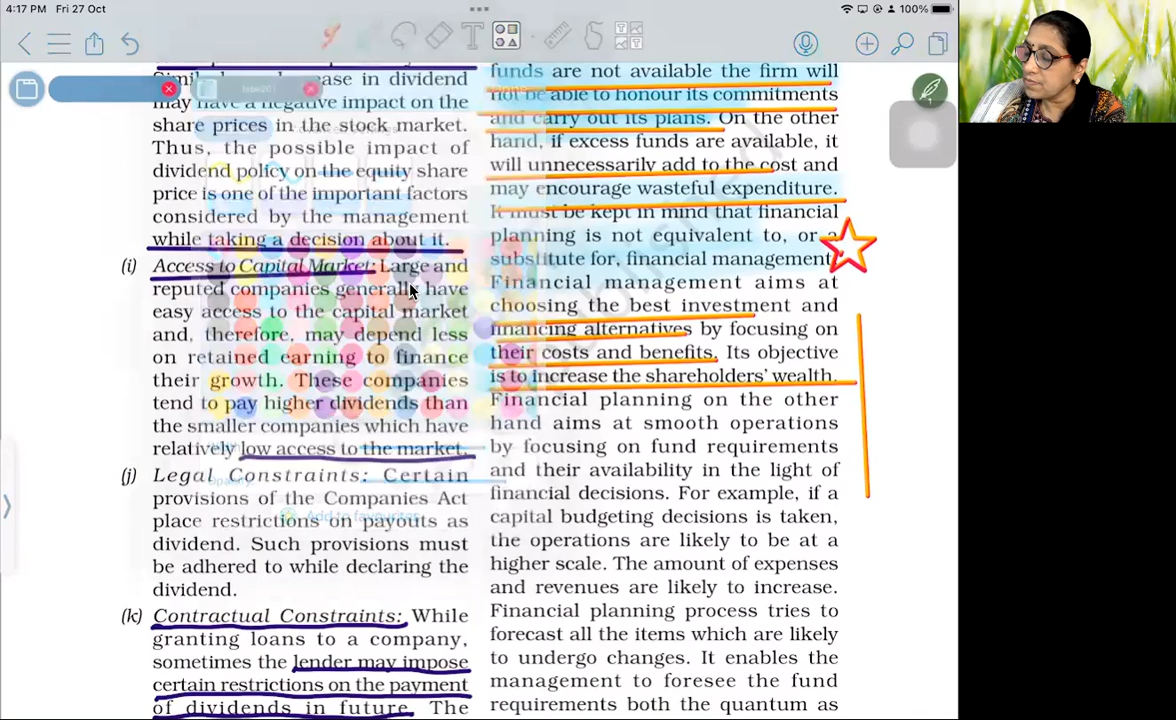 4:17 PM Fri 27 Oct
100%
ase in dividend
may have a negative impact on the
share prices in the stock market.
Thus, the possible impact of
dividend policy on the equity share
price is one of the important factors
considered by the management
while taking a decision about it.
(i) Access to Capital Market: Large and
reputed companies generally have
easy access to the capital market
and, therefore, may depend less
on retained earning to finance
their growth. These companies
tend to pay higher dividends than
the smaller companies which have
relatively low access to the market.
(j) Legal Constraints: Certain
provisions of the Companies Act
place restrictions on payouts as
dividend. Such provisions must
be adhered to while declaring the
dividend.
(k) Contractual Constraints: While
granting loans to a company,
sometimes the lender may impose
certain restrictions on the payment
of dividends in future. The
funds are not available the firm will
not be able to honour its commitments
and carry out its plans. On the other
hand, if excess funds are available, it
will unnecessarily add to the cost and
may encourage wasteful expenditure.
It must be kept in mind that financial
planning is not equivalent to, or a
substitute for, financial management.
Financial management aims at
choosing the best investment and
financing alternatives by focusing on
their costs and benefits. Its objective
is to increase the shareholders' wealth.
Financial planning on the other
hand aims at smooth operations
by focusing on fund requirements
and their availability in the light of
financial decisions. For example, if a
capital budgeting decisions is taken,
the operations are likely to be at a
higher scale. The amount of expenses
and revenues are likely to increase.
Financial planning process tries to
forecast all the items which are likely
to undergo changes. It enables the
management to foresee the fund
requirements both the quantum as
Add to favourites